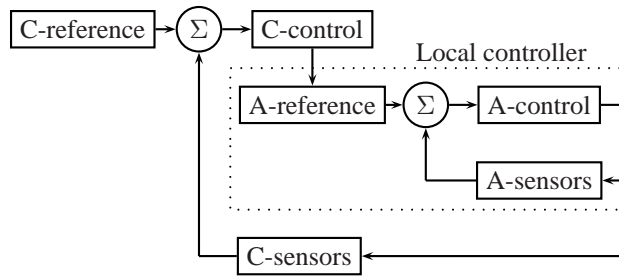 C-reference
Σ
C-control
Local controller
A-reference
Σ
A-control
A-sensors
C-sensors